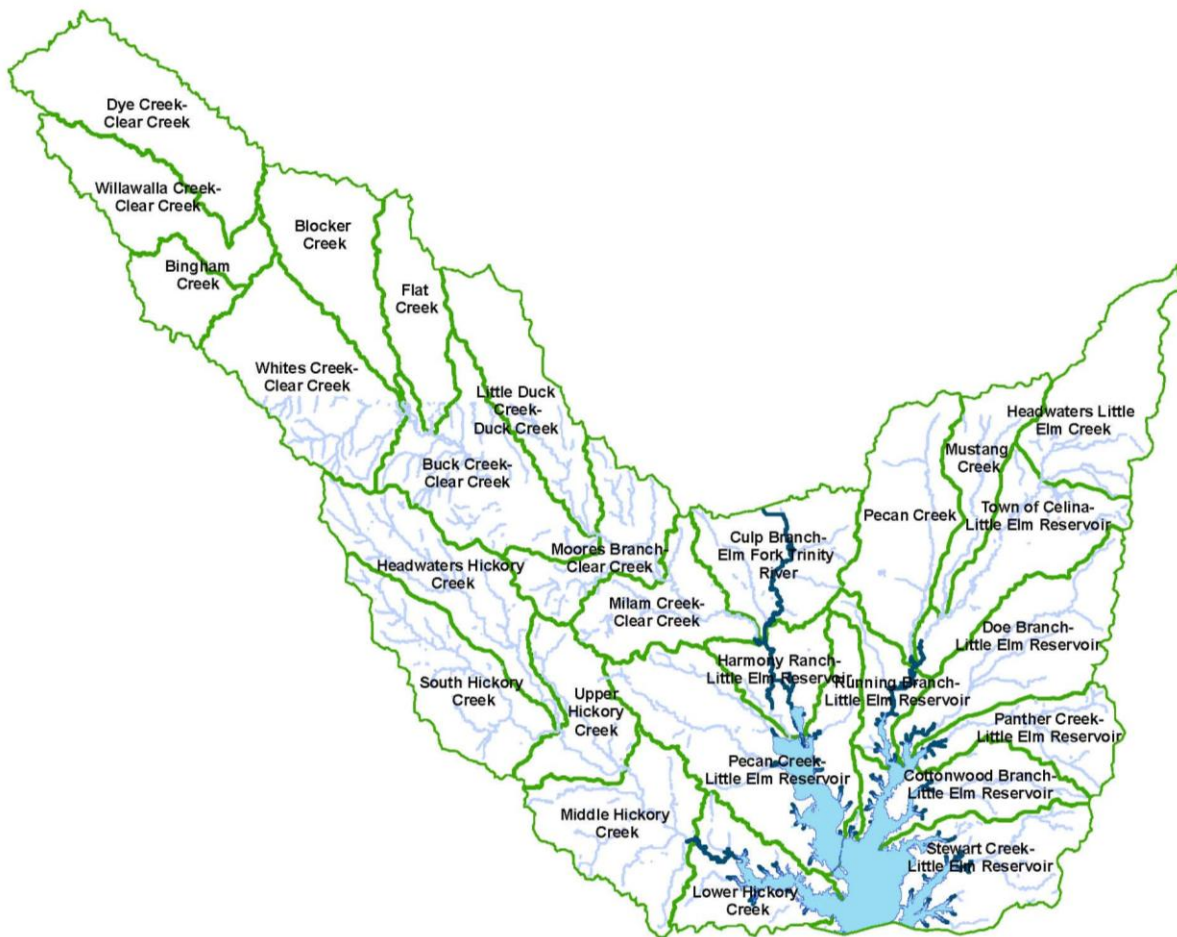 Dye Creek-
Clear Creek
Willawalla Creek-
Clear Creek
Bingham
Creek
Blocker
Creek
Flat
Creek
Whites Creek-
Clear Creek
Little Duck
Creek-
Duck Creek
Buck Creek-
Clear Creek
Headwaters Little
Elm Creek
Mustang
Creek
Pecan Creek
Town of Celina-
Little Elm Reservoir
Culp Branch-
Elm Fork Trinity
River
Moores Branch-
Clear Creek
Headwaters Hickory
Creek
Milam Creek-
Clear Creek
Doe Branch-
Little Elm Reservoir
Harmony Ranch-
Little Elm Reservoir
Running Branch-
Little Elm Reservoir
South Hickory
Creek
Upper
Hickory
Creek
Panther Creek-
Little Elm Reservoir
Pecan Creek-
Little Elm Reservoir
Cottonwood Branch-
Little Elm Reservoir
Middle Hickory
Creek
Stewart Creek-
Little Elm Reservoir
Lower Hickory
Creek